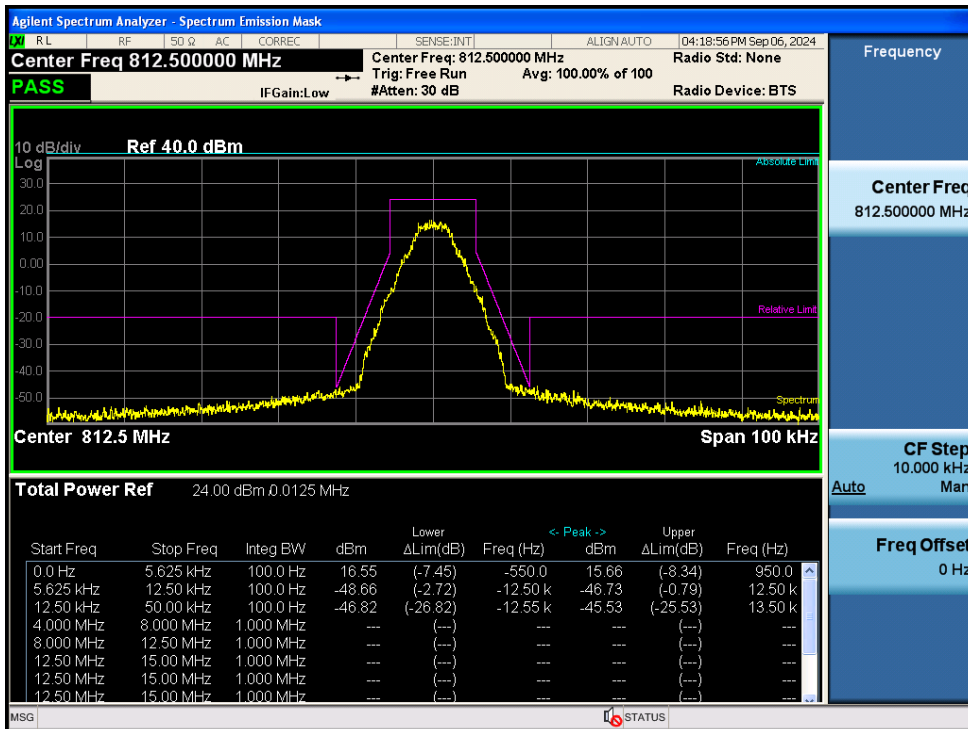 Agilent Spectrum Analyzer - Spectrum Emission Mask
LXI RL RF 50 Ω AC CORREC SENSE:INT ALIGN AUTO 04:18:56 PM Sep 06, 2024
Center Freq 812.500000 MHz Center Freq: 812.500000 MHz Radio Std: None
Trig: Free Run Avg: 100.00% of 100
PASS IFGain:Low #Atten: 30 dB Radio Device: BTS
10 dB/div Ref 40.0 dBm
Log
Absolute Limit
30.0
20.0
10.0
0.00
-10.0
-20.0
Relative Limit
-30.0
-40.0
-50.0
Spectrum
Center 812.5 MHz Span 100 kHz
Total Power Ref 24.00 dBm / 0.0125 MHz
Lower <- Peak -> Upper
Start Freq Stop Freq Integ BW dBm ΔLim(dB) Freq (Hz) dBm ΔLim(dB) Freq (Hz)
0.0 Hz 5.625 kHz 100.0 Hz 16.55 (-7.45) -550.0 15.66 (-8.34) 950.0
5.625 kHz 12.50 kHz 100.0 Hz -48.66 (-2.72) -12.50 k -46.73 (-0.79) 12.50 k
12.50 kHz 50.00 kHz 100.0 Hz -46.82 (-26.82) -12.55 k -45.53 (-25.53) 13.50 k
4.000 MHz 8.000 MHz 1.000 MHz --- (---) --- --- (---) ---
8.000 MHz 12.50 MHz 1.000 MHz --- (---) --- --- (---) ---
12.50 MHz 15.00 MHz 1.000 MHz --- (---) --- --- (---) ---
12.50 MHz 15.00 MHz 1.000 MHz --- (---) --- --- (---) ---
12.50 MHz 15.00 MHz 1.000 MHz --- (---) --- --- (---) ---
MSG STATUS
Frequency
Center Freq
812.500000 MHz
CF Step
10.000 kHz
Auto Man
Freq Offset
0 Hz